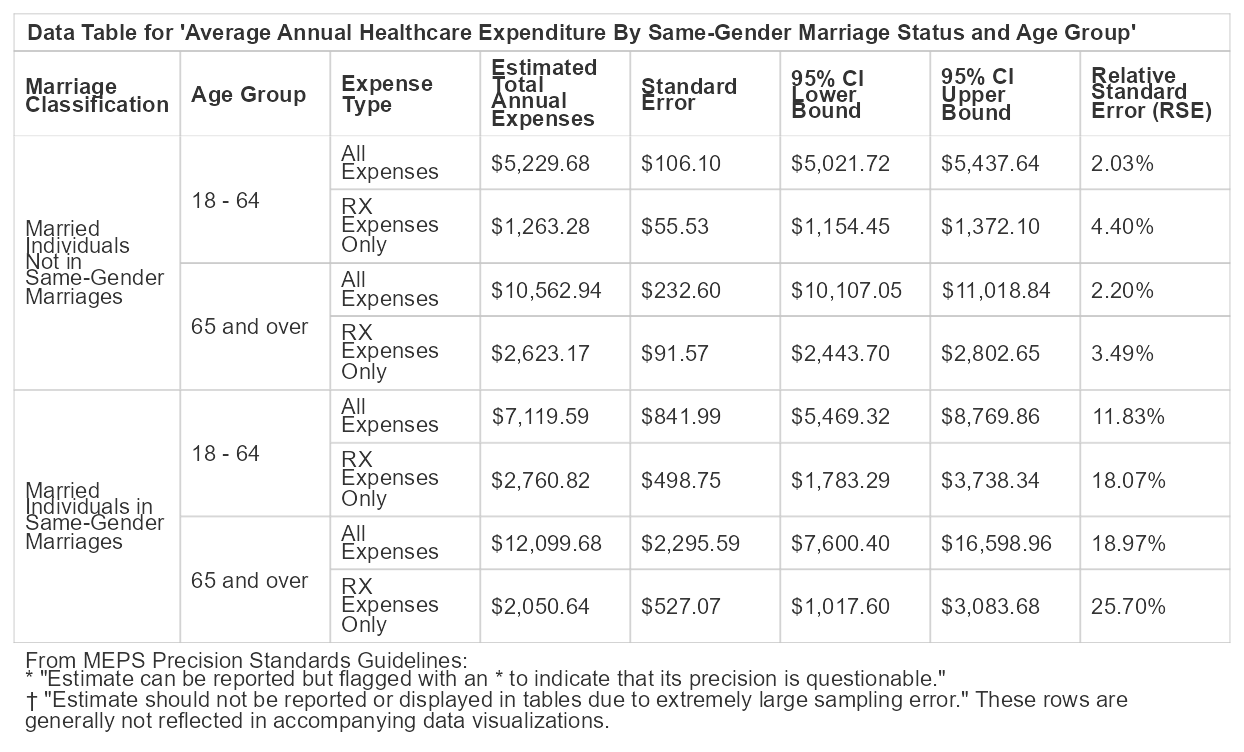 Data Table for 'Average Annual Healthcare Expenditure By Same-Gender Marriage Status and Age Group'
Marriage Classification | Age Group | Expense Type | Estimated Total Annual Expenses | Standard Error | 95% CI Lower Bound | 95% CI Upper Bound | Relative Standard Error (RSE)
Married Individuals Not in Same-Gender Marriages | 18 - 64 | All Expenses | $5,229.68 | $106.10 | $5,021.72 | $5,437.64 | 2.03%
RX Expenses Only | $1,263.28 | $55.53 | $1,154.45 | $1,372.10 | 4.40%
65 and over | All Expenses | $10,562.94 | $232.60 | $10,107.05 | $11,018.84 | 2.20%
RX Expenses Only | $2,623.17 | $91.57 | $2,443.70 | $2,802.65 | 3.49%
Married Individuals in Same-Gender Marriages | 18 - 64 | All Expenses | $7,119.59 | $841.99 | $5,469.32 | $8,769.86 | 11.83%
RX Expenses Only | $2,760.82 | $498.75 | $1,783.29 | $3,738.34 | 18.07%
65 and over | All Expenses | $12,099.68 | $2,295.59 | $7,600.40 | $16,598.96 | 18.97%
RX Expenses Only | $2,050.64 | $527.07 | $1,017.60 | $3,083.68 | 25.70%
From MEPS Precision Standards Guidelines:
* "Estimate can be reported but flagged with an * to indicate that its precision is questionable."
† "Estimate should not be reported or displayed in tables due to extremely large sampling error." These rows are
generally not reflected in accompanying data visualizations.